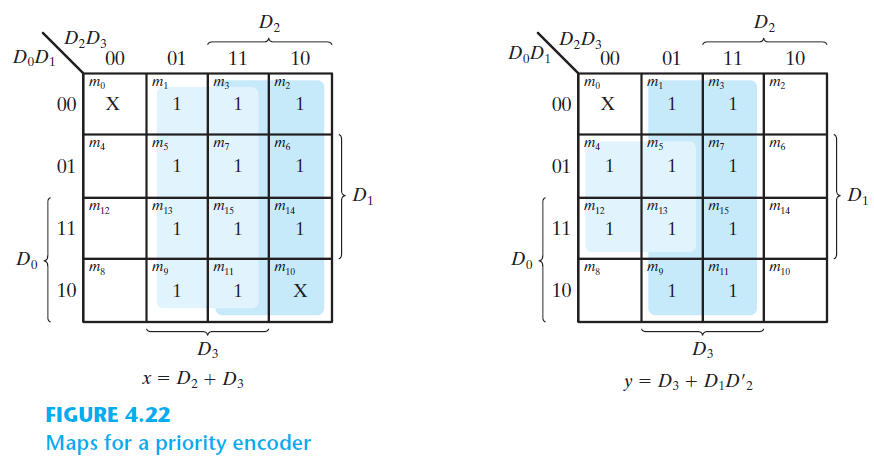 D₂ D₂
D₂D₃ D₂D₃
D₀D₁ 00 01 11 10 D₀D₁ 00 01 11 10
m₀ m₁ m₃ m₂ m₀ m₁ m₃ m₂
00 X 1 1 1 00 X 1 1
m₄ m₅ m₇ m₆ m₄ m₅ m₇ m₆
01 1 1 1 01 1 1 1
D₁ D₁
m₁₂ m₁₃ m₁₅ m₁₄ m₁₂ m₁₃ m₁₅ m₁₄
11 1 1 1 11 1 1 1
D₀ D₀
m₈ m₉ m₁₁ m₁₀ m₈ m₉ m₁₁ m₁₀
10 1 1 X 10 1 1
D₃ D₃
x = D₂ + D₃ y = D₃ + D₁D′₂
FIGURE 4.22
Maps for a priority encoder